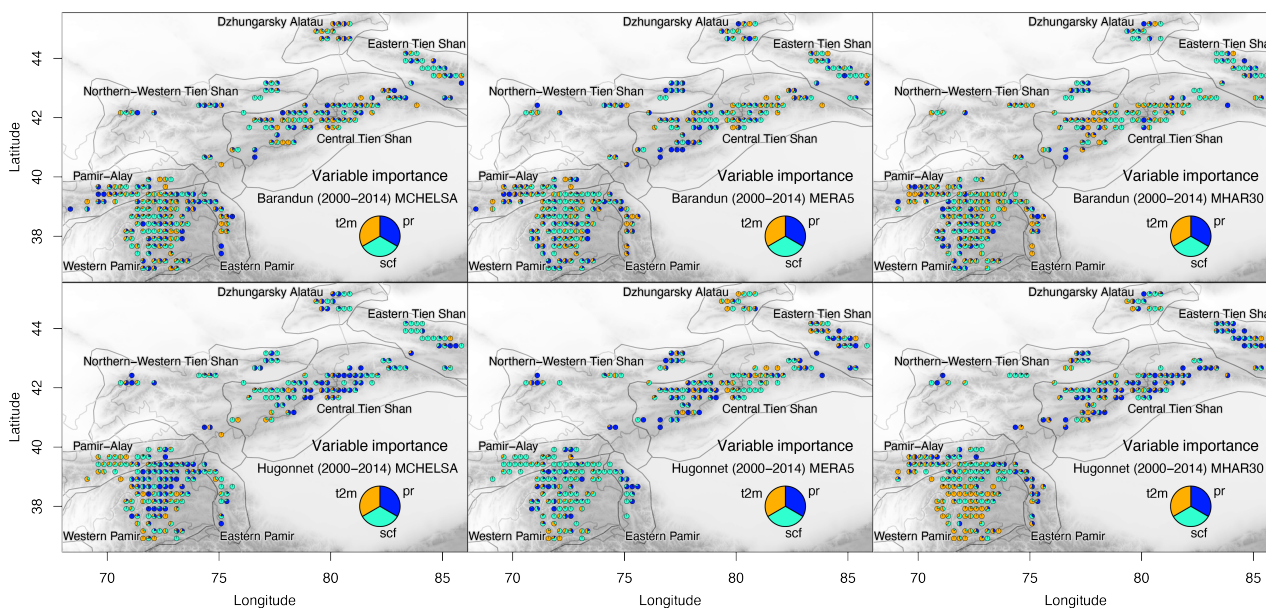 Dzhungarsky Alatau
Eastern Tien Shan
Northern−Western Tien Shan
Central Tien Shan
Pamir−Alay
Variable importance
Barandun (2000−2014) MCHELSA
t2m
pr
scf
Western Pamir
Eastern Pamir
Dzhungarsky Alatau
Eastern Tien Shan
Northern−Western Tien Shan
Central Tien Shan
Pamir−Alay
Variable importance
Barandun (2000−2014) MERA5
t2m
pr
scf
Western Pamir
Eastern Pamir
Dzhungarsky Alatau
Eastern Tien Sha
Northern−Western Tien Shan
Central Tien Shan
Pamir−Alay
Variable importance
Barandun (2000−2014) MHAR30
t2m
pr
scf
Western Pamir
Eastern Pamir
44
42
40
38
Latitude
Dzhungarsky Alatau
Eastern Tien Shan
Northern−Western Tien Shan
Central Tien Shan
Pamir−Alay
Variable importance
Hugonnet (2000−2014) MCHELSA
t2m
pr
scf
Western Pamir
Eastern Pamir
Dzhungarsky Alatau
Eastern Tien Shan
Northern−Western Tien Shan
Central Tien Shan
Pamir−Alay
Variable importance
Hugonnet (2000−2014) MERA5
t2m
pr
scf
Western Pamir
Eastern Pamir
Dzhungarsky Alatau
Eastern Tien Sha
Northern−Western Tien Shan
Central Tien Shan
Pamir−Alay
Variable importance
Hugonnet (2000−2014) MHAR30
t2m
pr
scf
Western Pamir
Eastern Pamir
44
42
40
38
Latitude
70 75 80 85
Longitude
70 75 80 85
Longitude
70 75 80 85
Longitude